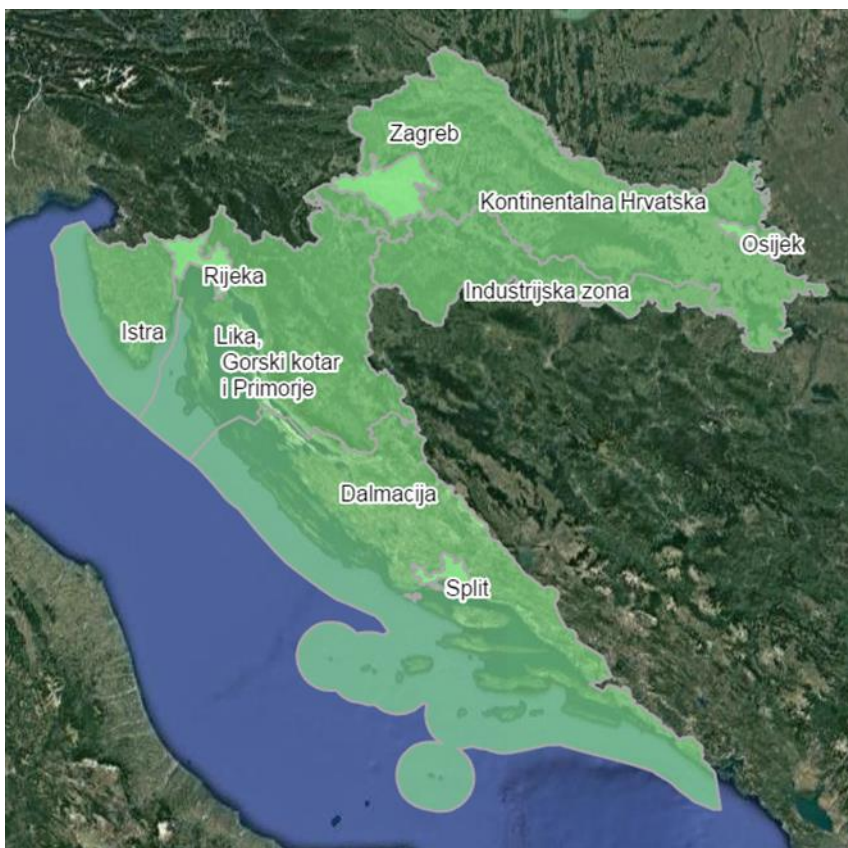 Zagreb
Kontinentalna Hrvatska
Osijek
Rijeka
Industrijska zona
Istra
Lika,
Gorski kotar
i Primorje
Dalmacija
Split